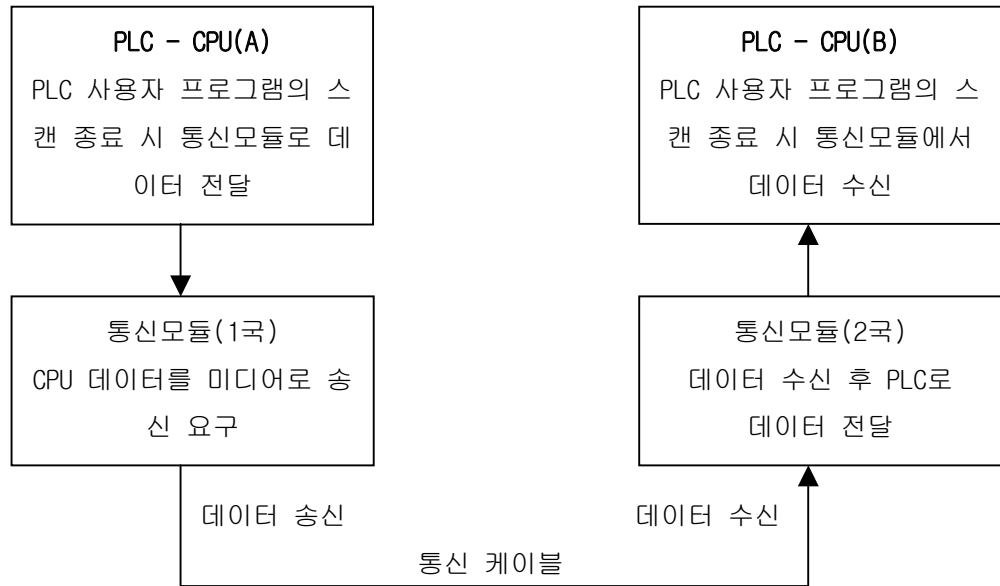 PLC - CPU(A)
PLC 사용자 프로그램의 스
캔 종료 시 통신모듈로 데
이터 전달
PLC - CPU(B)
PLC 사용자 프로그램의 스
캔 종료 시 통신모듈에서
데이터 수신
통신모듈(1국)
CPU 데이터를 미디어로 송
신 요구
통신모듈(2국)
데이터 수신 후 PLC로
데이터 전달
데이터 송신
데이터 수신
통신 케이블